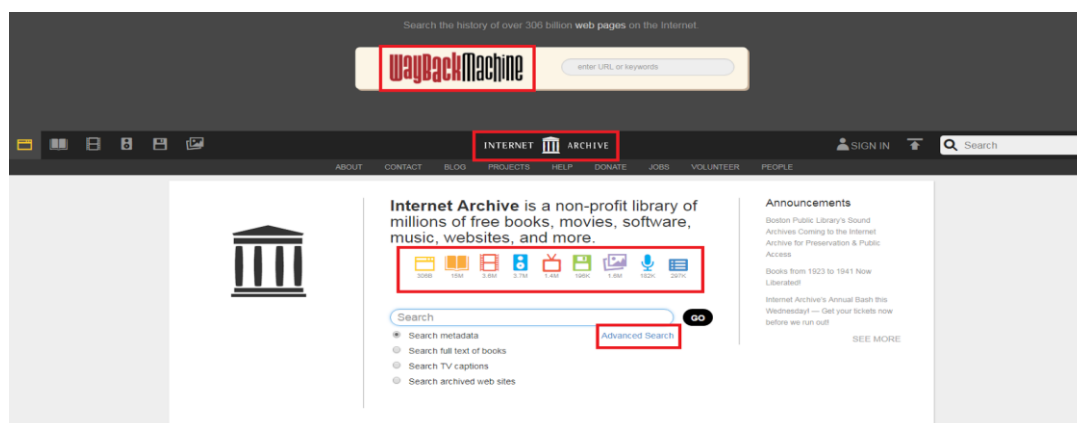 Search the history of over 306 billion web pages on the Internet.
WayBackMachine
enter URL or keywords
INTERNET ARCHIVE
SIGN IN
Search
ABOUT CONTACT BLOG PROJECTS HELP DONATE JOBS VOLUNTEER PEOPLE
Internet Archive is a non-profit library of
millions of free books, movies, software,
music, websites, and more.
306B 16M 3.6M 3.7M 1.4M 196K 1.6M 182K 297K
Search
GO
Search metadata
Advanced Search
Search full text of books
Search TV captions
Search archived web sites
Announcements
Boston Public Library's Sound
Archives Coming to the Internet
Archive for Preservation & Public
Access
Books from 1923 to 1941 Now
Liberated!
Internet Archive's Annual Bash this
Wednesday! — Get your tickets now
before we run out!
SEE MORE